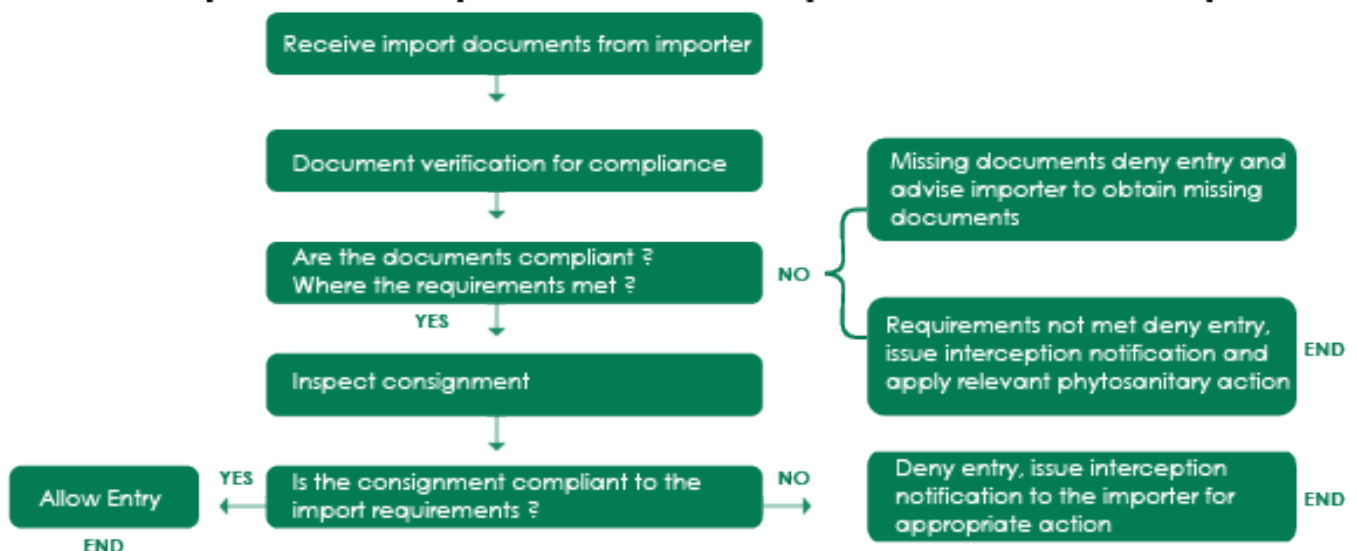 Receive import documents from importer
Document verification for compliance
Missing documents deny entry and
advise importer to obtain missing
documents
Are the documents compliant ?
Where the requirements met ?
NO
YES
Requirements not met deny entry,
issue interception notification and
apply relevant phytosanitary action
END
Inspect consignment
Is the consignment compliant to the
import requirements ?
YES
Allow Entry
END
NO
Deny entry, issue interception
notification to the importer for
appropriate action
END